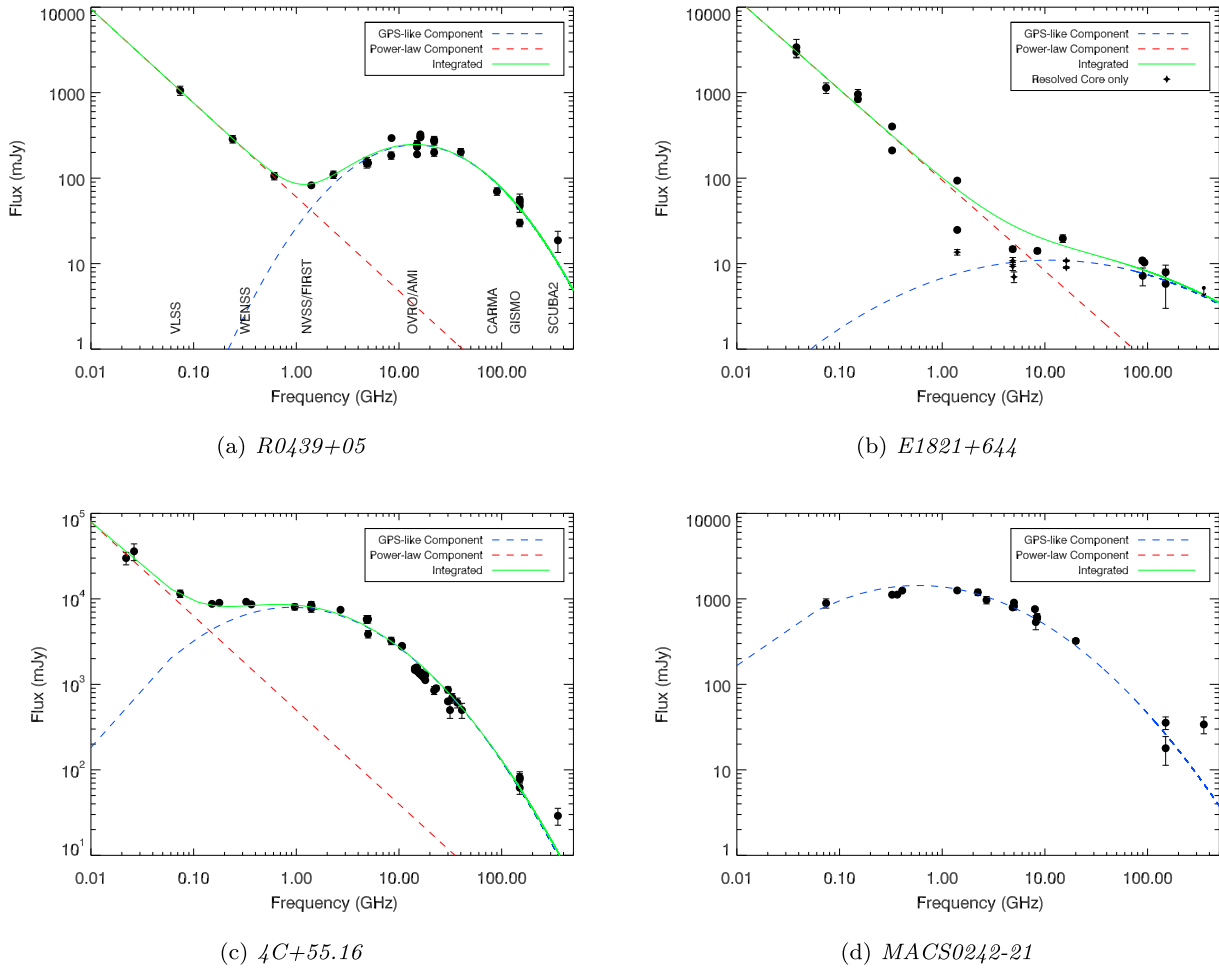 10000
1000
100
10
1
Flux (mJy)
0.01 0.10 1.00 10.00 100.00
Frequency (GHz)
GPS-like Component
Power-law Component
Integrated
VLSS
WENSS
NVSS/FIRST
OVRO/AMI
CARMA
GISMO
SCUBA2
(a) R0439+05
10000
1000
100
10
1
Flux (mJy)
0.01 0.10 1.00 10.00 100.00
Frequency (GHz)
GPS-like Component
Power-law Component
Integrated
Resolved Core only
(b) E1821+644
10^5
10^4
10^3
10^2
10^1
Flux (mJy)
0.01 0.10 1.00 10.00 100.00
Frequency (GHz)
GPS-like Component
Power-law Component
Integrated
(c) 4C+55.16
10000
1000
100
10
1
Flux (mJy)
0.01 0.10 1.00 10.00 100.00
Frequency (GHz)
GPS-like Component
Power-law Component
Integrated
(d) MACS0242-21